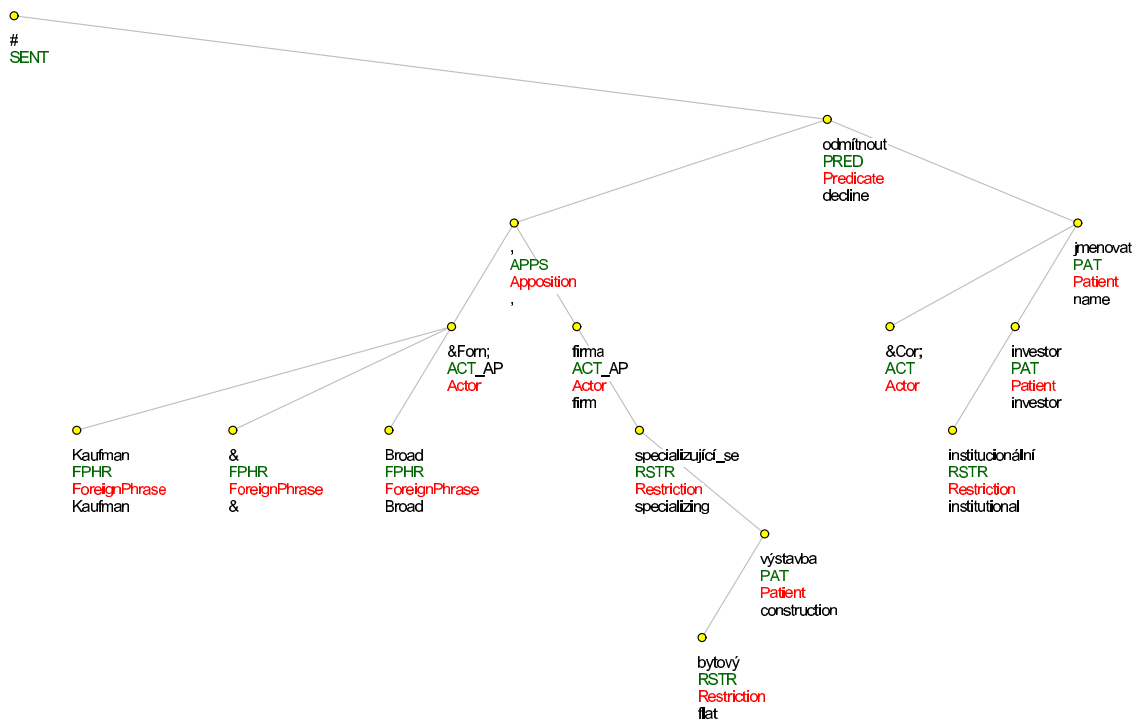 #
SENT
odmítnout
PRED
Predicate
decline
,
APPS
Apposition
,
jmenovat
PAT
Patient
name
&Forn;
ACT_AP
Actor
firma
ACT_AP
Actor
firm
&Cor;
ACT
Actor
investor
PAT
Patient
investor
Kaufman
FPHR
ForeignPhrase
Kaufman
&
FPHR
ForeignPhrase
&
Broad
FPHR
ForeignPhrase
Broad
specializující_se
RSTR
Restriction
specializing
institucionální
RSTR
Restriction
institutional
výstavba
PAT
Patient
construction
bytový
RSTR
Restriction
flat